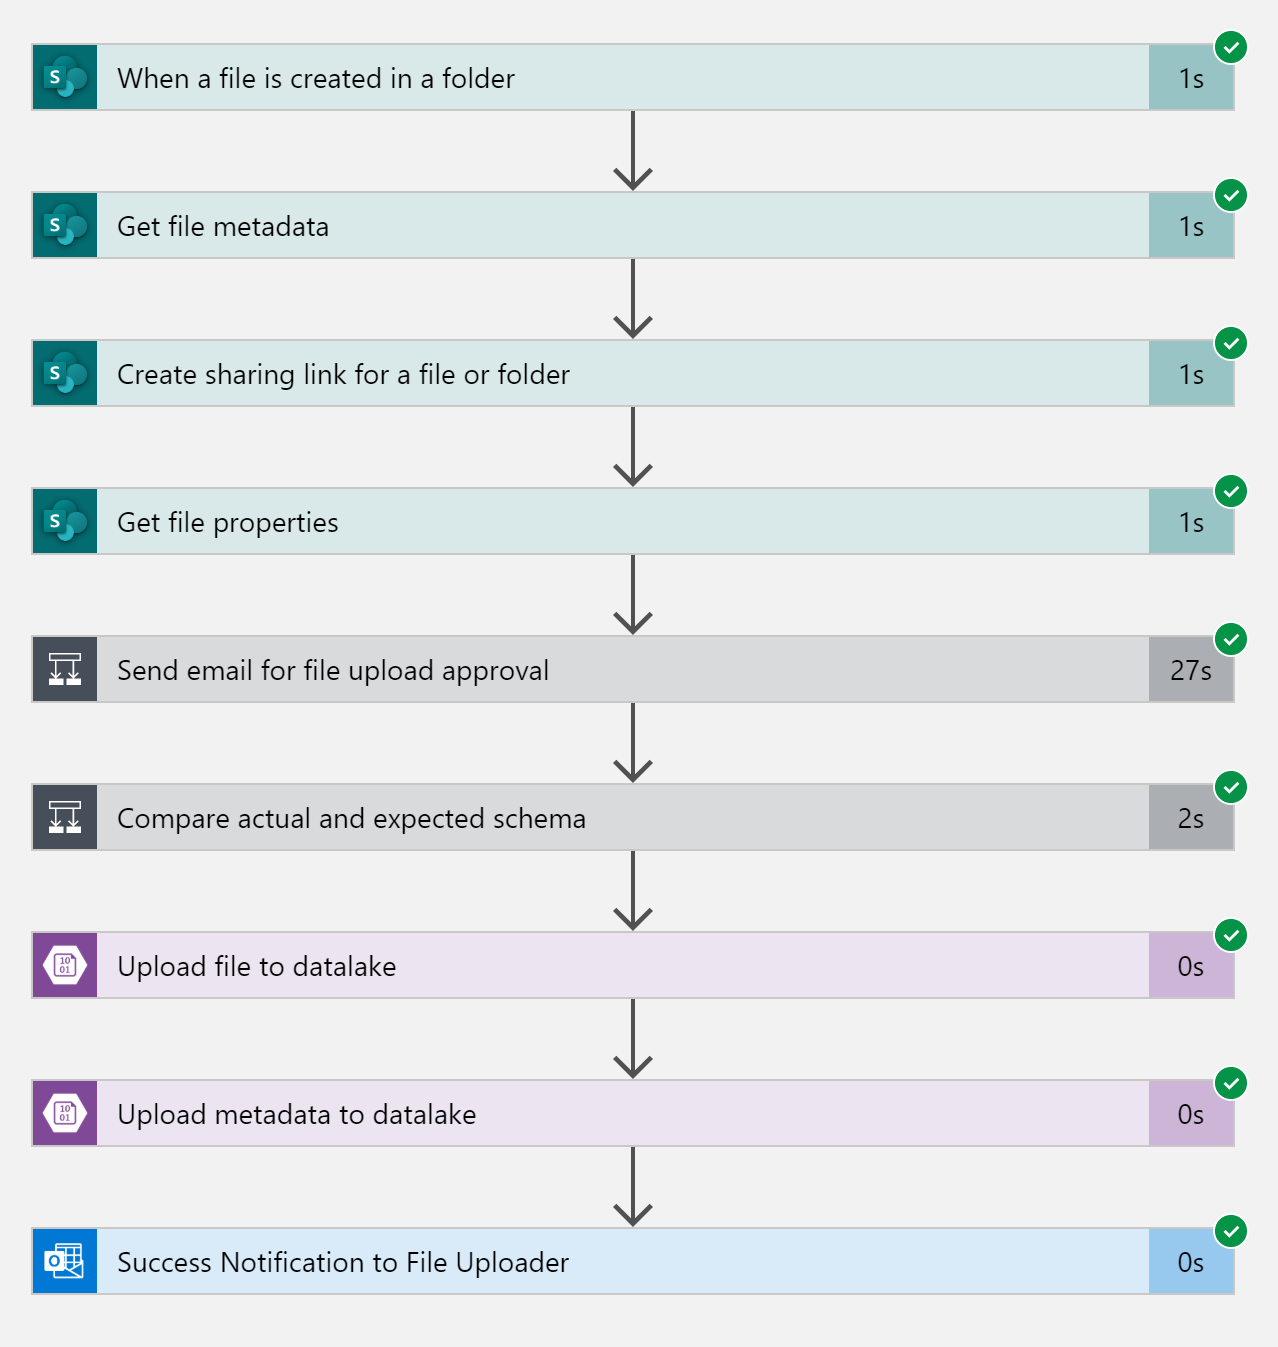 When a file is created in a folder 1s
Get file metadata 1s
Create sharing link for a file or folder 1s
Get file properties 1s
Send email for file upload approval 27s
Compare actual and expected schema 2s
Upload file to datalake 0s
Upload metadata to datalake 0s
Success Notification to File Uploader 0s